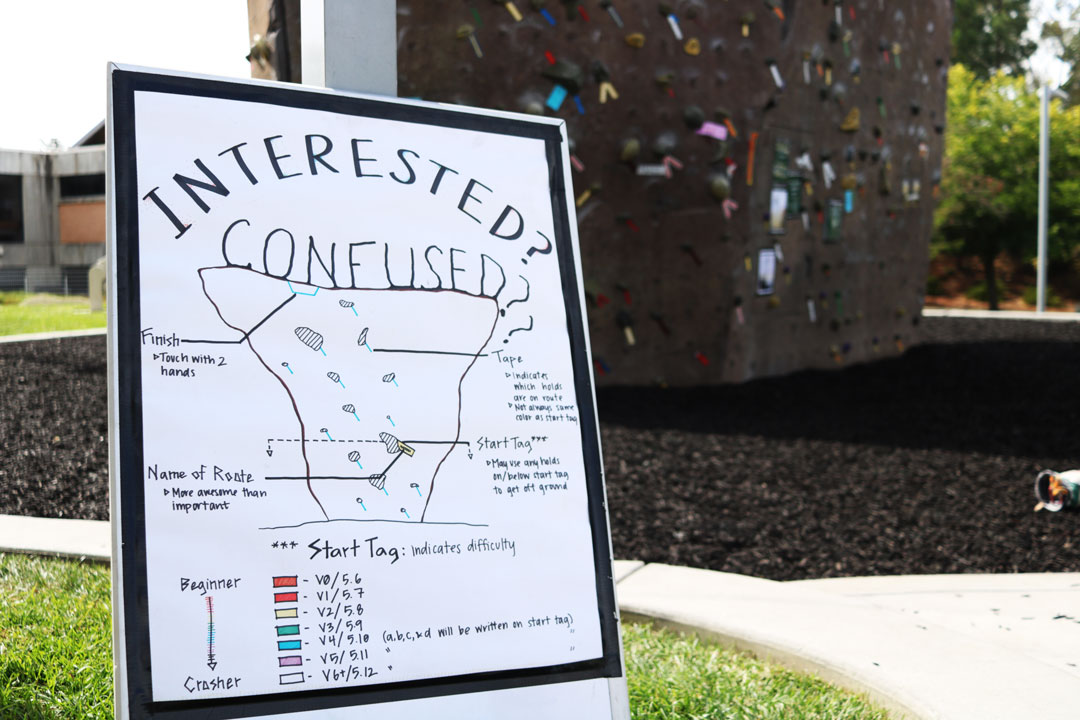 INTERESTED?
CONFUSED???
Finish
▹Touch with 2
hands
Tape
▹Indicates
which holds
are on route
▹Not always same
color as start tag
Start Tag***
▹May use any holds
on/below start tag
to get off ground
Name of Route
▹More awesome than
important
*** Start Tag: Indicates difficulty
Beginner
Crasher
- V0/5.6
- V1/5.7
- V2/5.8
- V3/5.9
- V4/5.10 (a,b,c,&d will be written on start tag)
- V5/5.11 " "
- V6+/5.12 " "